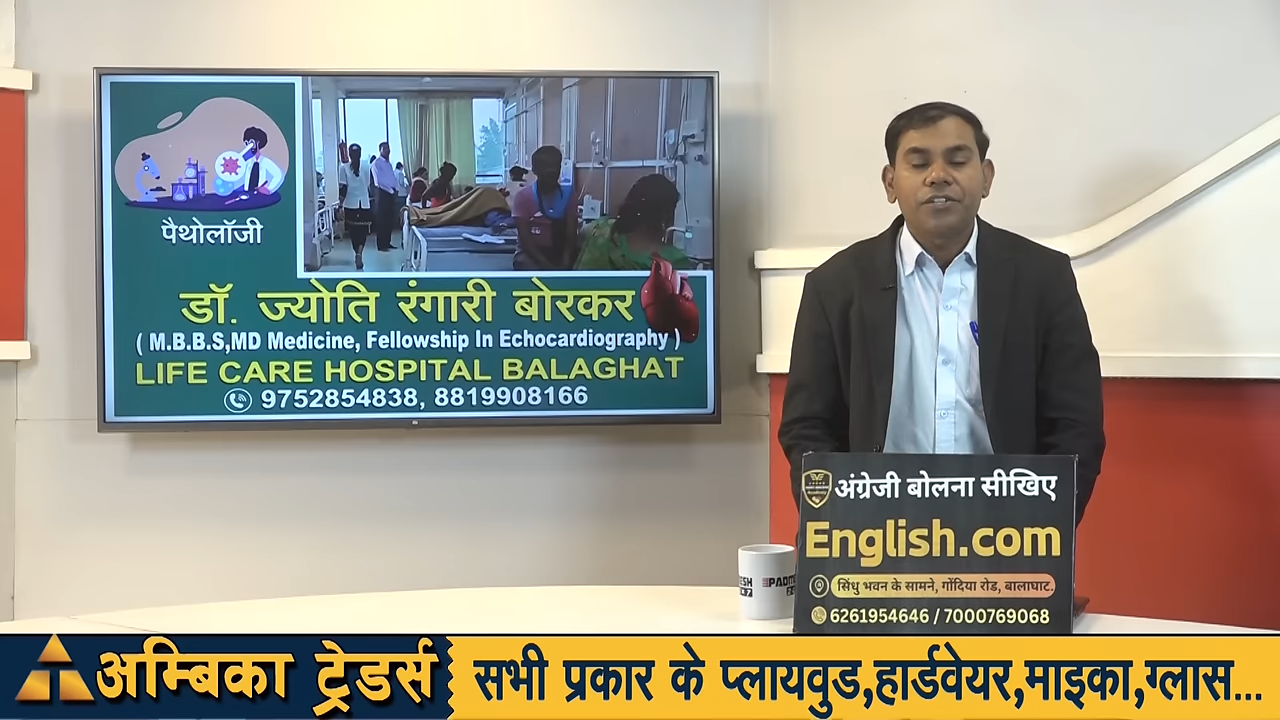 पैथोलॉजी
डॉ. ज्योति रंगारी बोरकर
( M.B.B.S,MD Medicine, Fellowship In Echocardiography )
LIFE CARE HOSPITAL BALAGHAT
9752854838, 8819908166
अंग्रेजी बोलना सीखिए
English.com
सिंधु भवन के सामने, गोंदिया रोड, बालाघाट.
6261954646 / 7000769068
अम्बिका ट्रेडर्स
सभी प्रकार के प्लायवुड,हार्डवेयर,माइका,ग्लास...